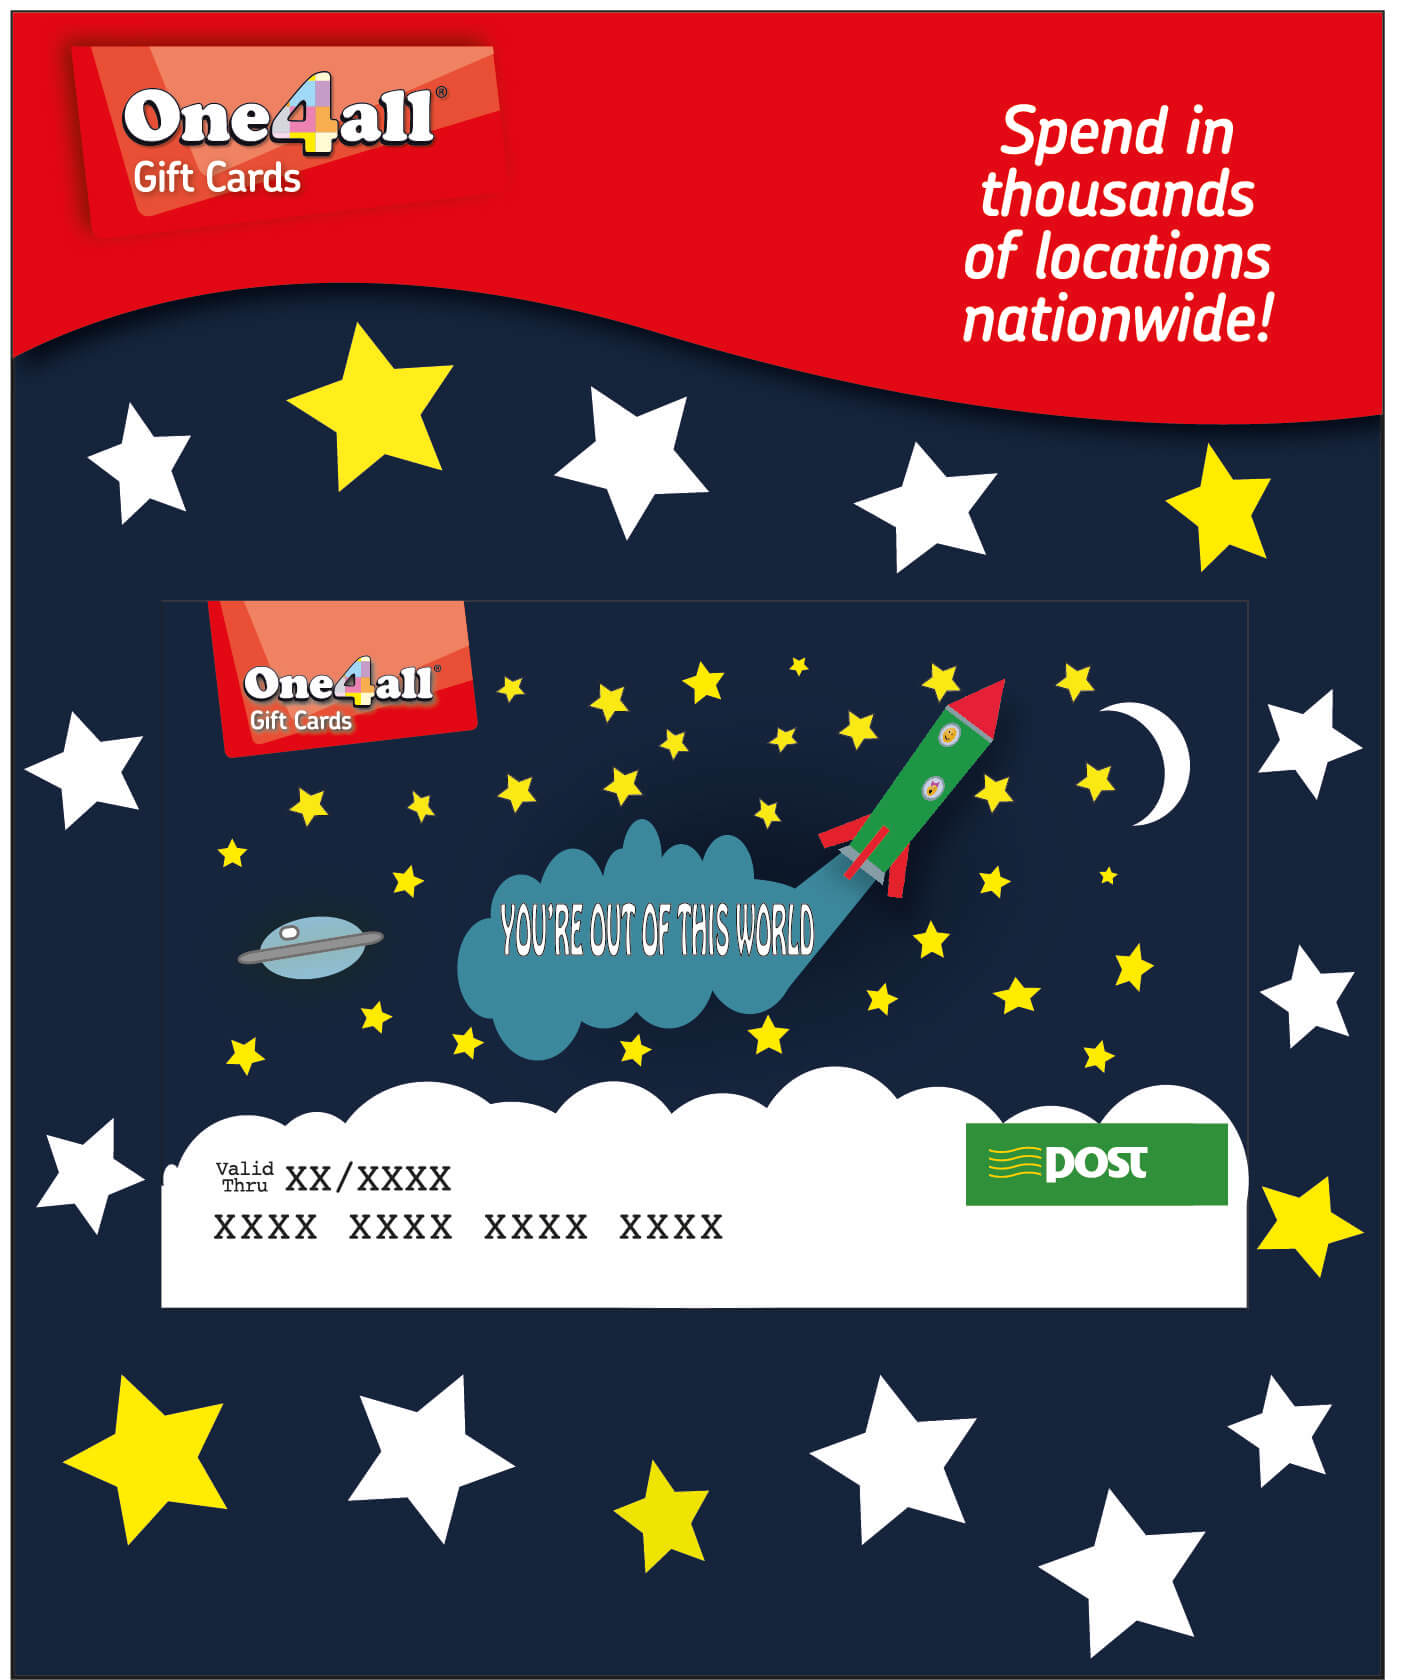 One4all®
Gift Cards
Spend in
thousands
of locations
nationwide!
One4all®
Gift Cards
YOU'RE OUT OF THIS WORLD
Valid
Thru XX/XXXX
XXXX XXXX XXXX XXXX
post